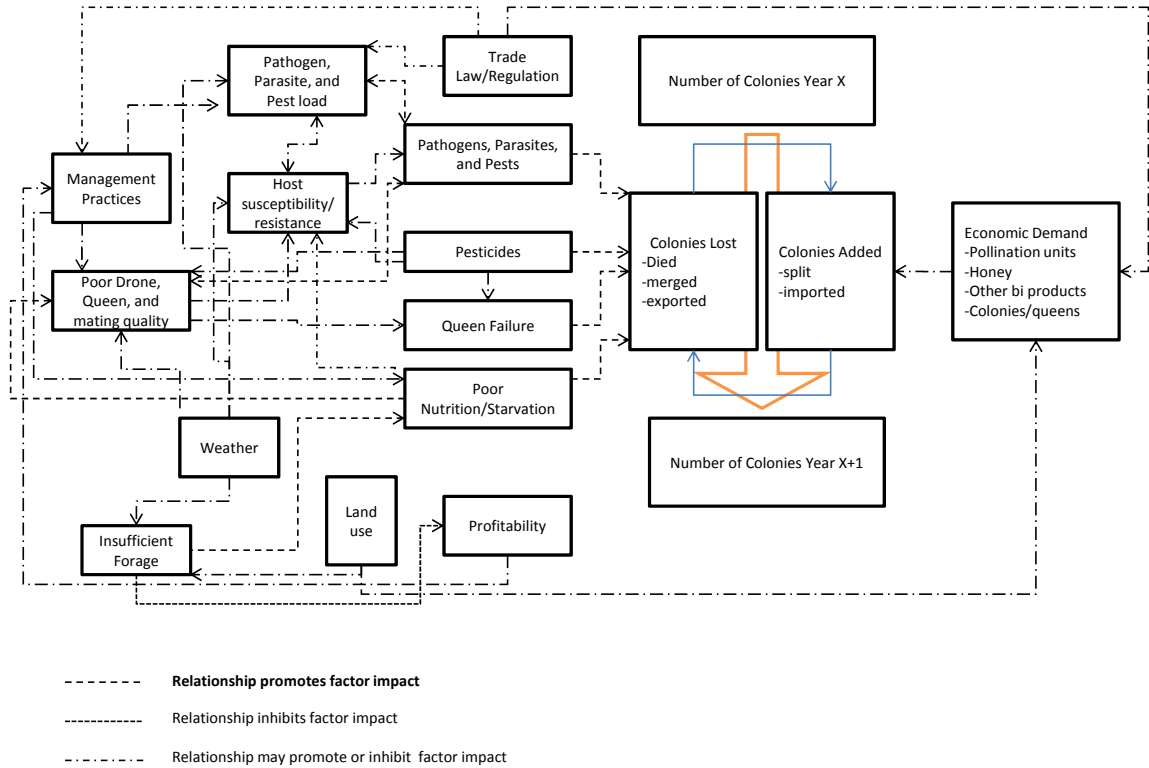 Trade
Law/Regulation
Number of Colonies Year X
Pathogen,
Parasite, and
Pest load
Pathogens, Parasites,
and Pests
Management
Practices
Host
susceptibility/
resistance
Pesticides
Colonies Lost
-Died
-merged
-exported
Colonies Added
-split
-imported
Economic Demand
-Pollination units
-Honey
-Other bi products
-Colonies/queens
Poor Drone,
Queen, and
mating quality
Queen Failure
Poor
Nutrition/Starvation
Weather
Number of Colonies Year X+1
Land
use
Profitability
Insufficient
Forage
Relationship promotes factor impact
Relationship inhibits factor impact
Relationship may promote or inhibit factor impact